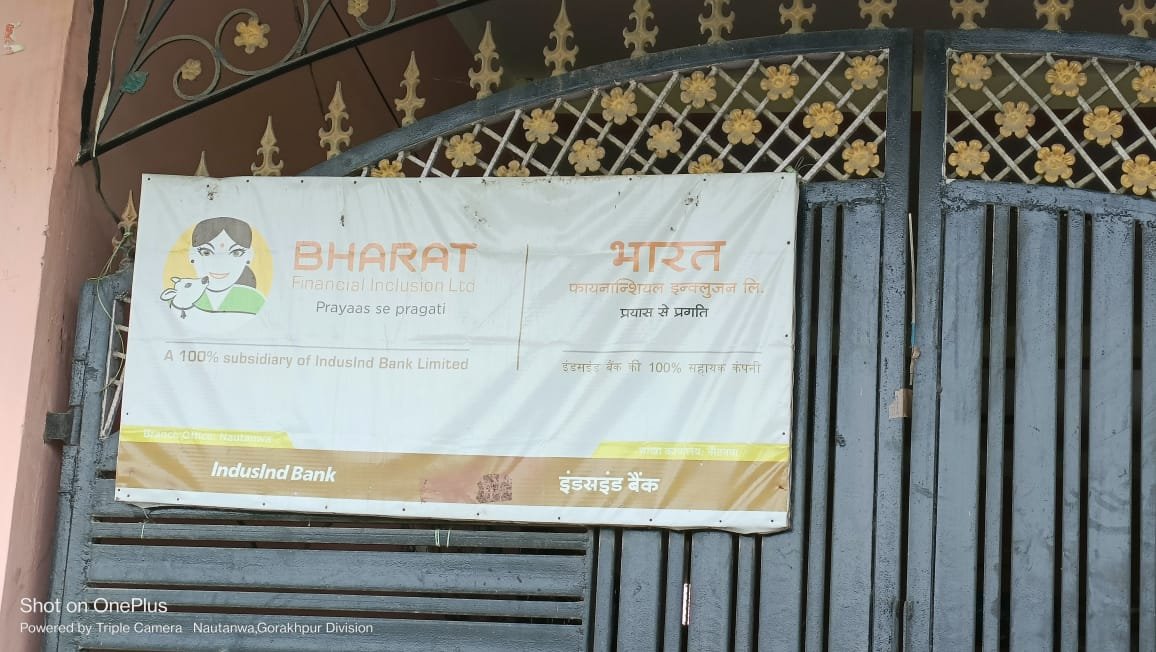 BHARAT
Financial Inclusion Ltd
Prayaas se pragati
A 100% subsidiary of IndusInd Bank Limited
भारत
फायनान्शियल इन्क्लुजन लि.
प्रयास से प्रगति
इंडसइंड बैंक की 100% सहायक कंपनी
Branch Office: Nautanwa
शाखा कार्यालय: नौतनवा
IndusInd Bank
इंडसइंड बैंक
Shot on OnePlus
Powered by Triple Camera Nautanwa,Gorakhpur Division